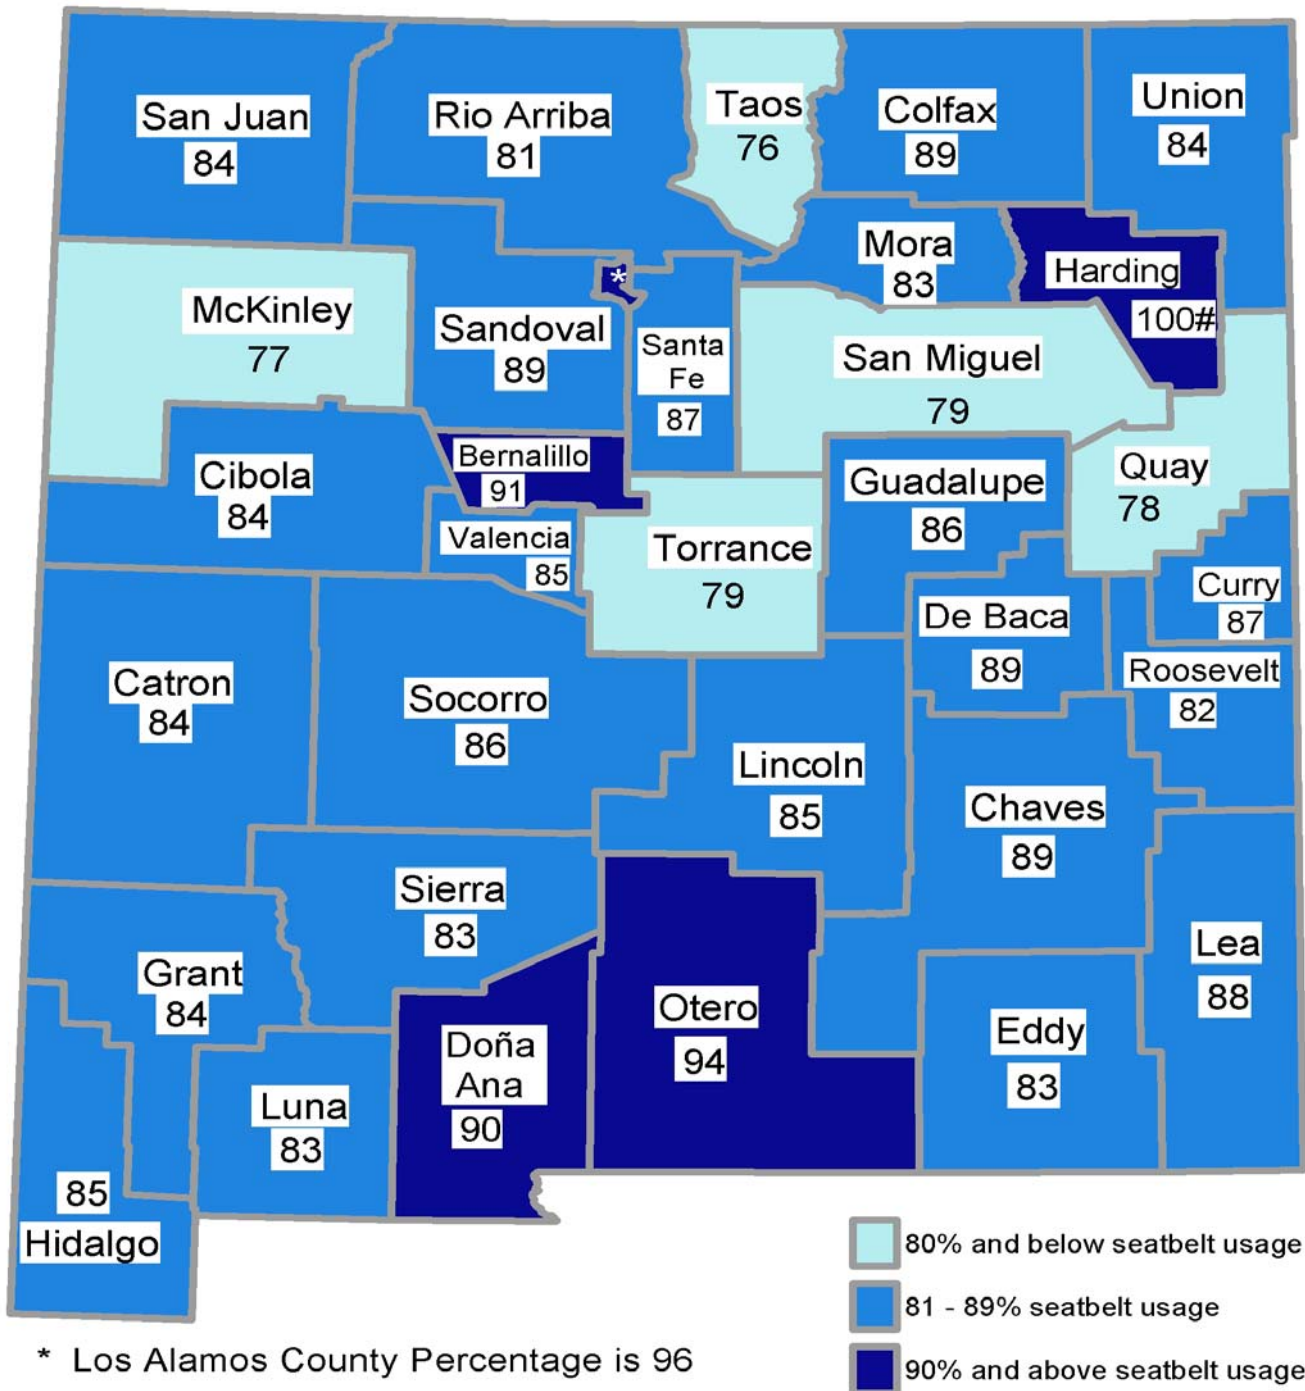 San Juan
84
Rio Arriba
81
Taos
76
Colfax
89
Union
84
McKinley
77
Sandoval
89
*
Santa
Fe
87
Mora
83
Harding
100#
San Miguel
79
Cibola
84
Bernalillo
91
Valencia
85
Torrance
79
Guadalupe
86
Quay
78
Curry
87
De Baca
89
Roosevelt
82
Catron
84
Socorro
86
Lincoln
85
Chaves
89
Sierra
83
Grant
84
Doña
Ana
90
Otero
94
Eddy
83
Lea
88
Luna
83
85
Hidalgo
80% and below seatbelt usage
81 - 89% seatbelt usage
90% and above seatbelt usage
* Los Alamos County Percentage is 96